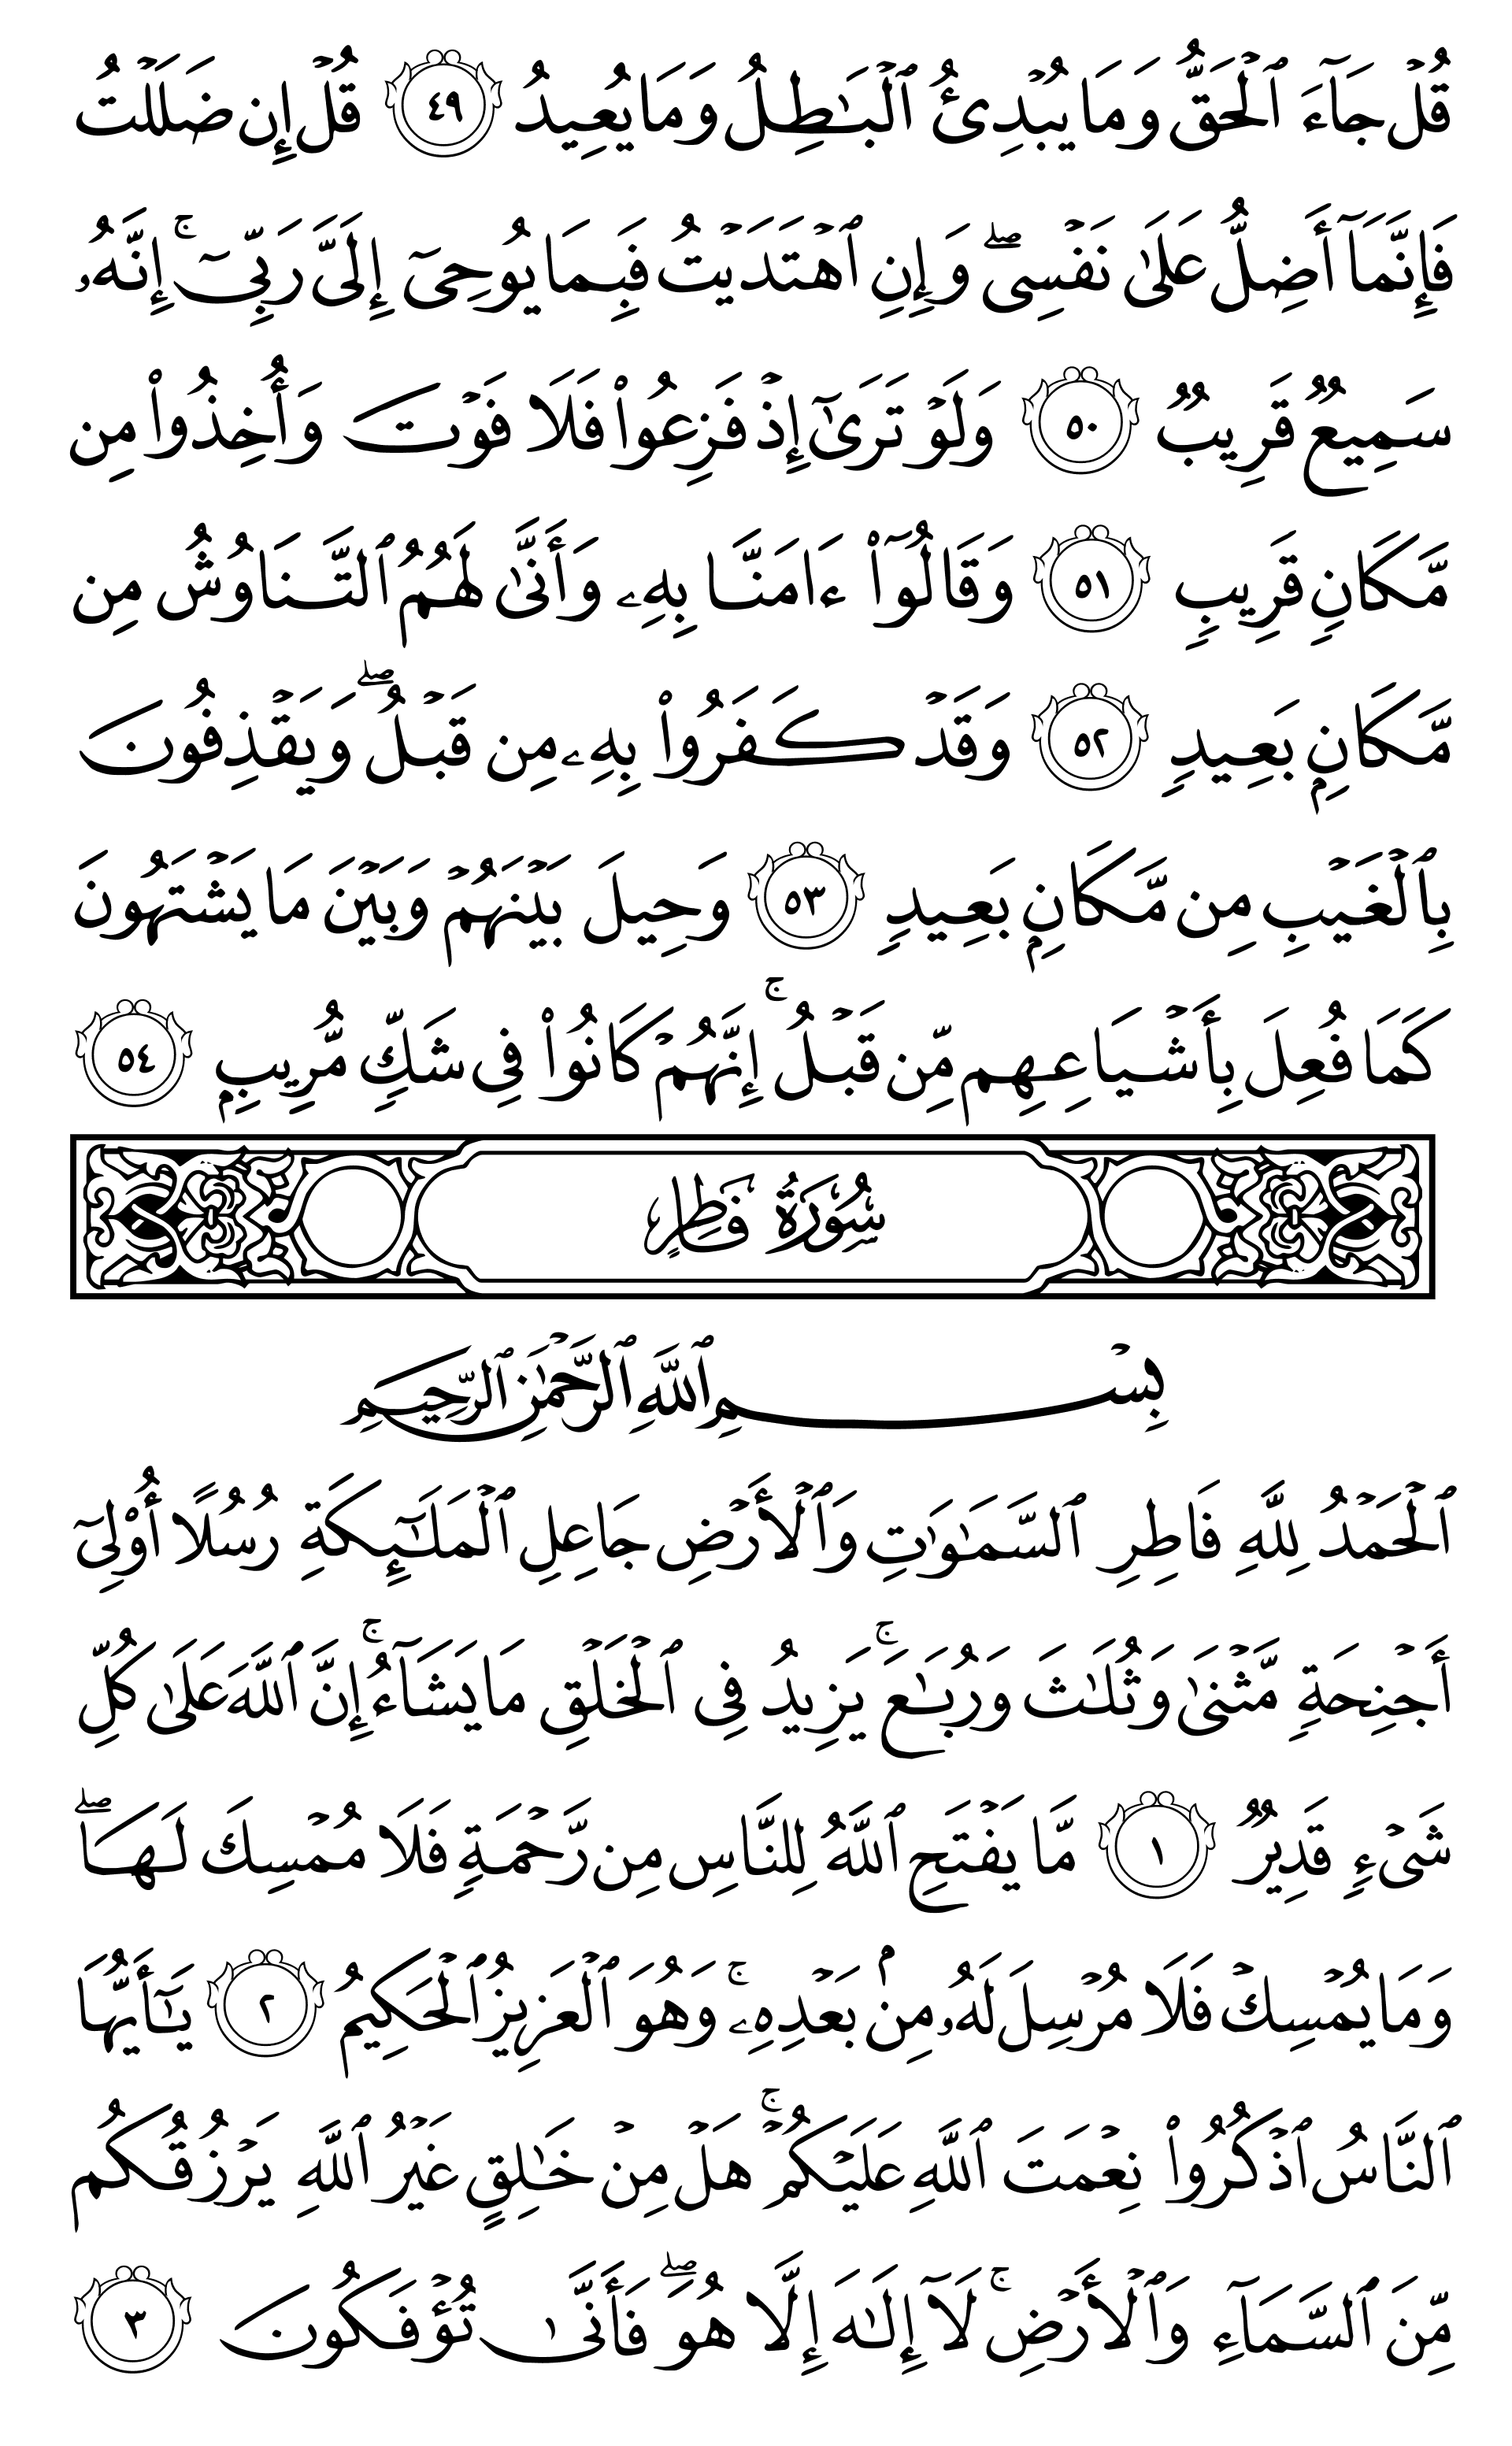 قُلْ جَآءَ ٱلْحَقُّ وَمَا يُبْدِئُ ٱلْبَـٰطِلُ وَمَا يُعِيدُ ٤٩ قُلْ إِن ضَلَلْتُ
فَإِنَّمَآ أَضِلُّ عَلَىٰ نَفْسِىۖ وَإِنِ ٱهْتَدَيْتُ فَبِمَا يُوحِىٓ إِلَىَّ رَبِّىٓۚ إِنَّهُۥ
سَمِيعٌ قَرِيبٌ ٥٠ وَلَوْ تَرَىٰٓ إِذْ فَزِعُوا۟ فَلَا فَوْتَ وَأُخِذُوا۟ مِن
مَّكَانٍ قَرِيبٍ ٥١ وَقَالُوٓا۟ ءَامَنَّا بِهِۦ وَأَنَّىٰ لَهُمُ ٱلتَّنَاوُشُ مِن
مَّكَانٍۭ بَعِيدٍ ٥٢ وَقَدْ كَفَرُوا۟ بِهِۦ مِن قَبْلُۖ وَيَقْذِفُونَ
بِٱلْغَيْبِ مِن مَّكَانٍۭ بَعِيدٍ ٥٣ وَحِيلَ بَيْنَهُمْ وَبَيْنَ مَا يَشْتَهُونَ
كَمَا فُعِلَ بِأَشْيَاعِهِم مِّن قَبْلُۚ إِنَّهُمْ كَانُوا۟ فِى شَكٍّ مُّرِيبٍۭ ٥٤
سُورَةُ فَاطِرٍ
بِسْمِ ٱللَّهِ ٱلرَّحْمَـٰنِ ٱلرَّحِيمِ
ٱلْحَمْدُ لِلَّهِ فَاطِرِ ٱلسَّمَـٰوَٰتِ وَٱلْأَرْضِ جَاعِلِ ٱلْمَلَـٰٓئِكَةِ رُسُلًا أُو۟لِىٓ
أَجْنِحَةٍ مَّثْنَىٰ وَثُلَـٰثَ وَرُبَـٰعَۚ يَزِيدُ فِى ٱلْخَلْقِ مَا يَشَآءُۚ إِنَّ ٱللَّهَ عَلَىٰ كُلِّ
شَىْءٍ قَدِيرٌ ١ مَّا يَفْتَحِ ٱللَّهُ لِلنَّاسِ مِن رَّحْمَةٍ فَلَا مُمْسِكَ لَهَاۖ
وَمَا يُمْسِكْ فَلَا مُرْسِلَ لَهُۥ مِنۢ بَعْدِهِۦۚ وَهُوَ ٱلْعَزِيزُ ٱلْحَكِيمُ ٢ يَـٰٓأَيُّهَا
ٱلنَّاسُ ٱذْكُرُوا۟ نِعْمَتَ ٱللَّهِ عَلَيْكُمْۚ هَلْ مِنْ خَـٰلِقٍ غَيْرُ ٱللَّهِ يَرْزُقُكُم
مِّنَ ٱلسَّمَآءِ وَٱلْأَرْضِۚ لَآ إِلَـٰهَ إِلَّا هُوَۖ فَأَنَّىٰ تُؤْفَكُونَ ٣